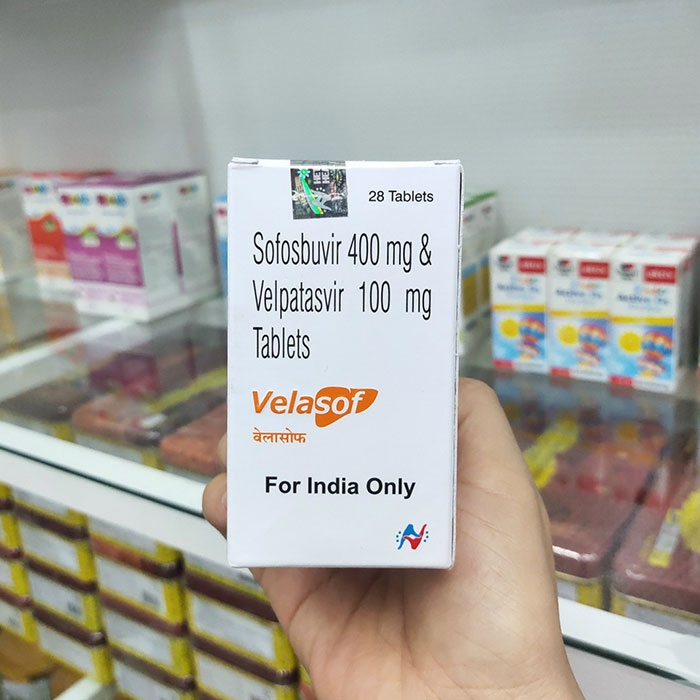 28 Tablets
Sofosbuvir 400 mg &
Velpatasvir 100 mg
Tablets
Velasof
वेलासोफ
For India Only